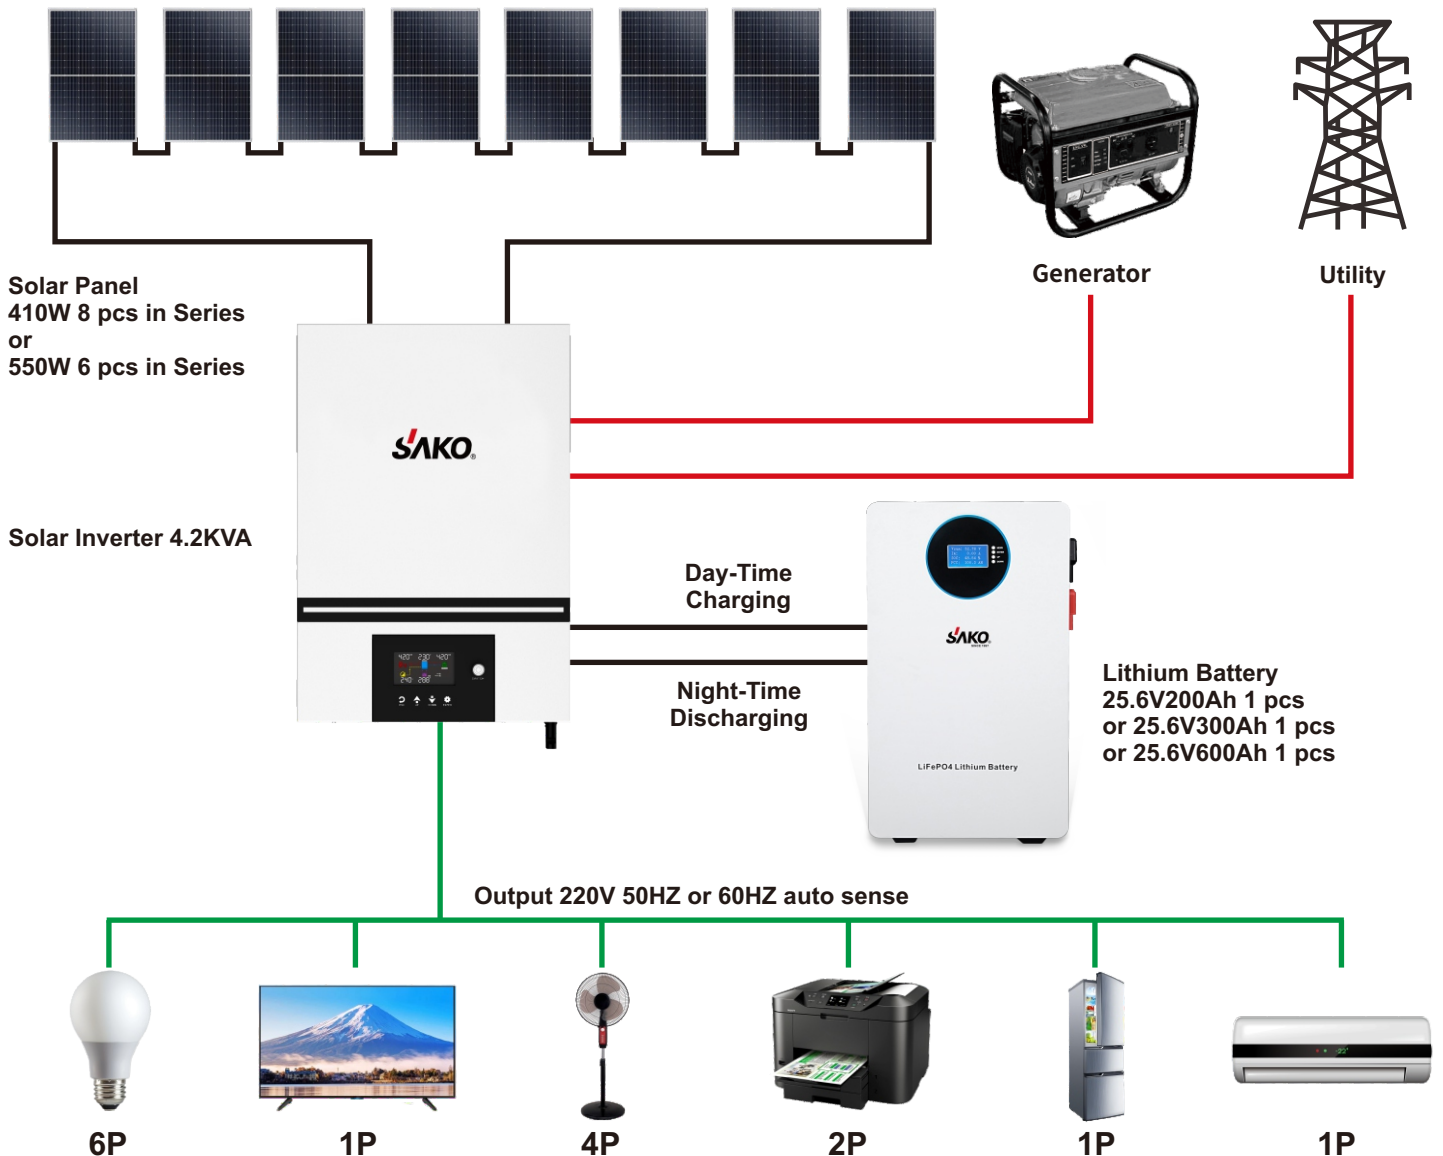 Generator
Utility
Solar Panel
410W 8 pcs in Series
or
550W 6 pcs in Series
SAKO®
Solar Inverter 4.2KVA
Day-Time
Charging
Night-Time
Discharging
SAKO
LiFePO4 Lithium Battery
Lithium Battery
25.6V200Ah 1 pcs
or 25.6V300Ah 1 pcs
or 25.6V600Ah 1 pcs
Output 220V 50HZ or 60HZ auto sense
6P
1P
4P
2P
1P
1P